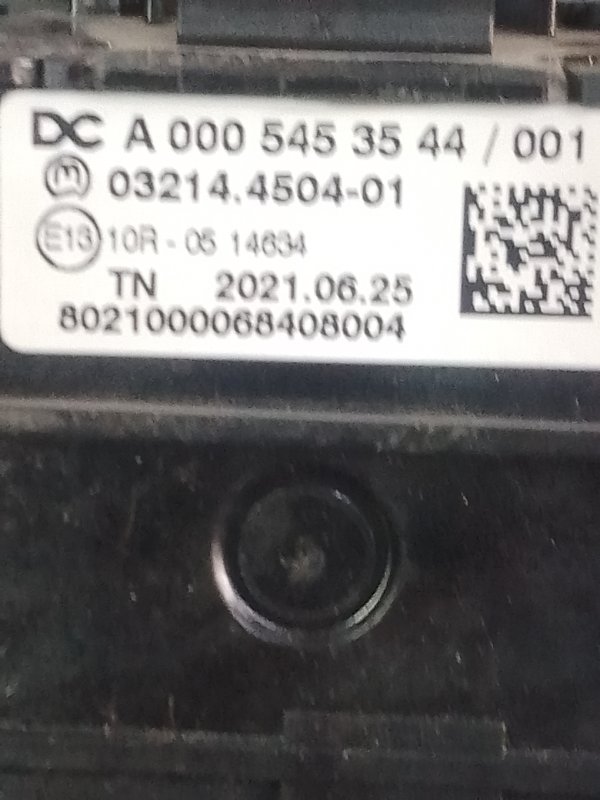 DC A 000 545 35 44 / 001
m 03214.4504-01
E13 10R - 05 14634
TN 2021.06.25
8021000068408004